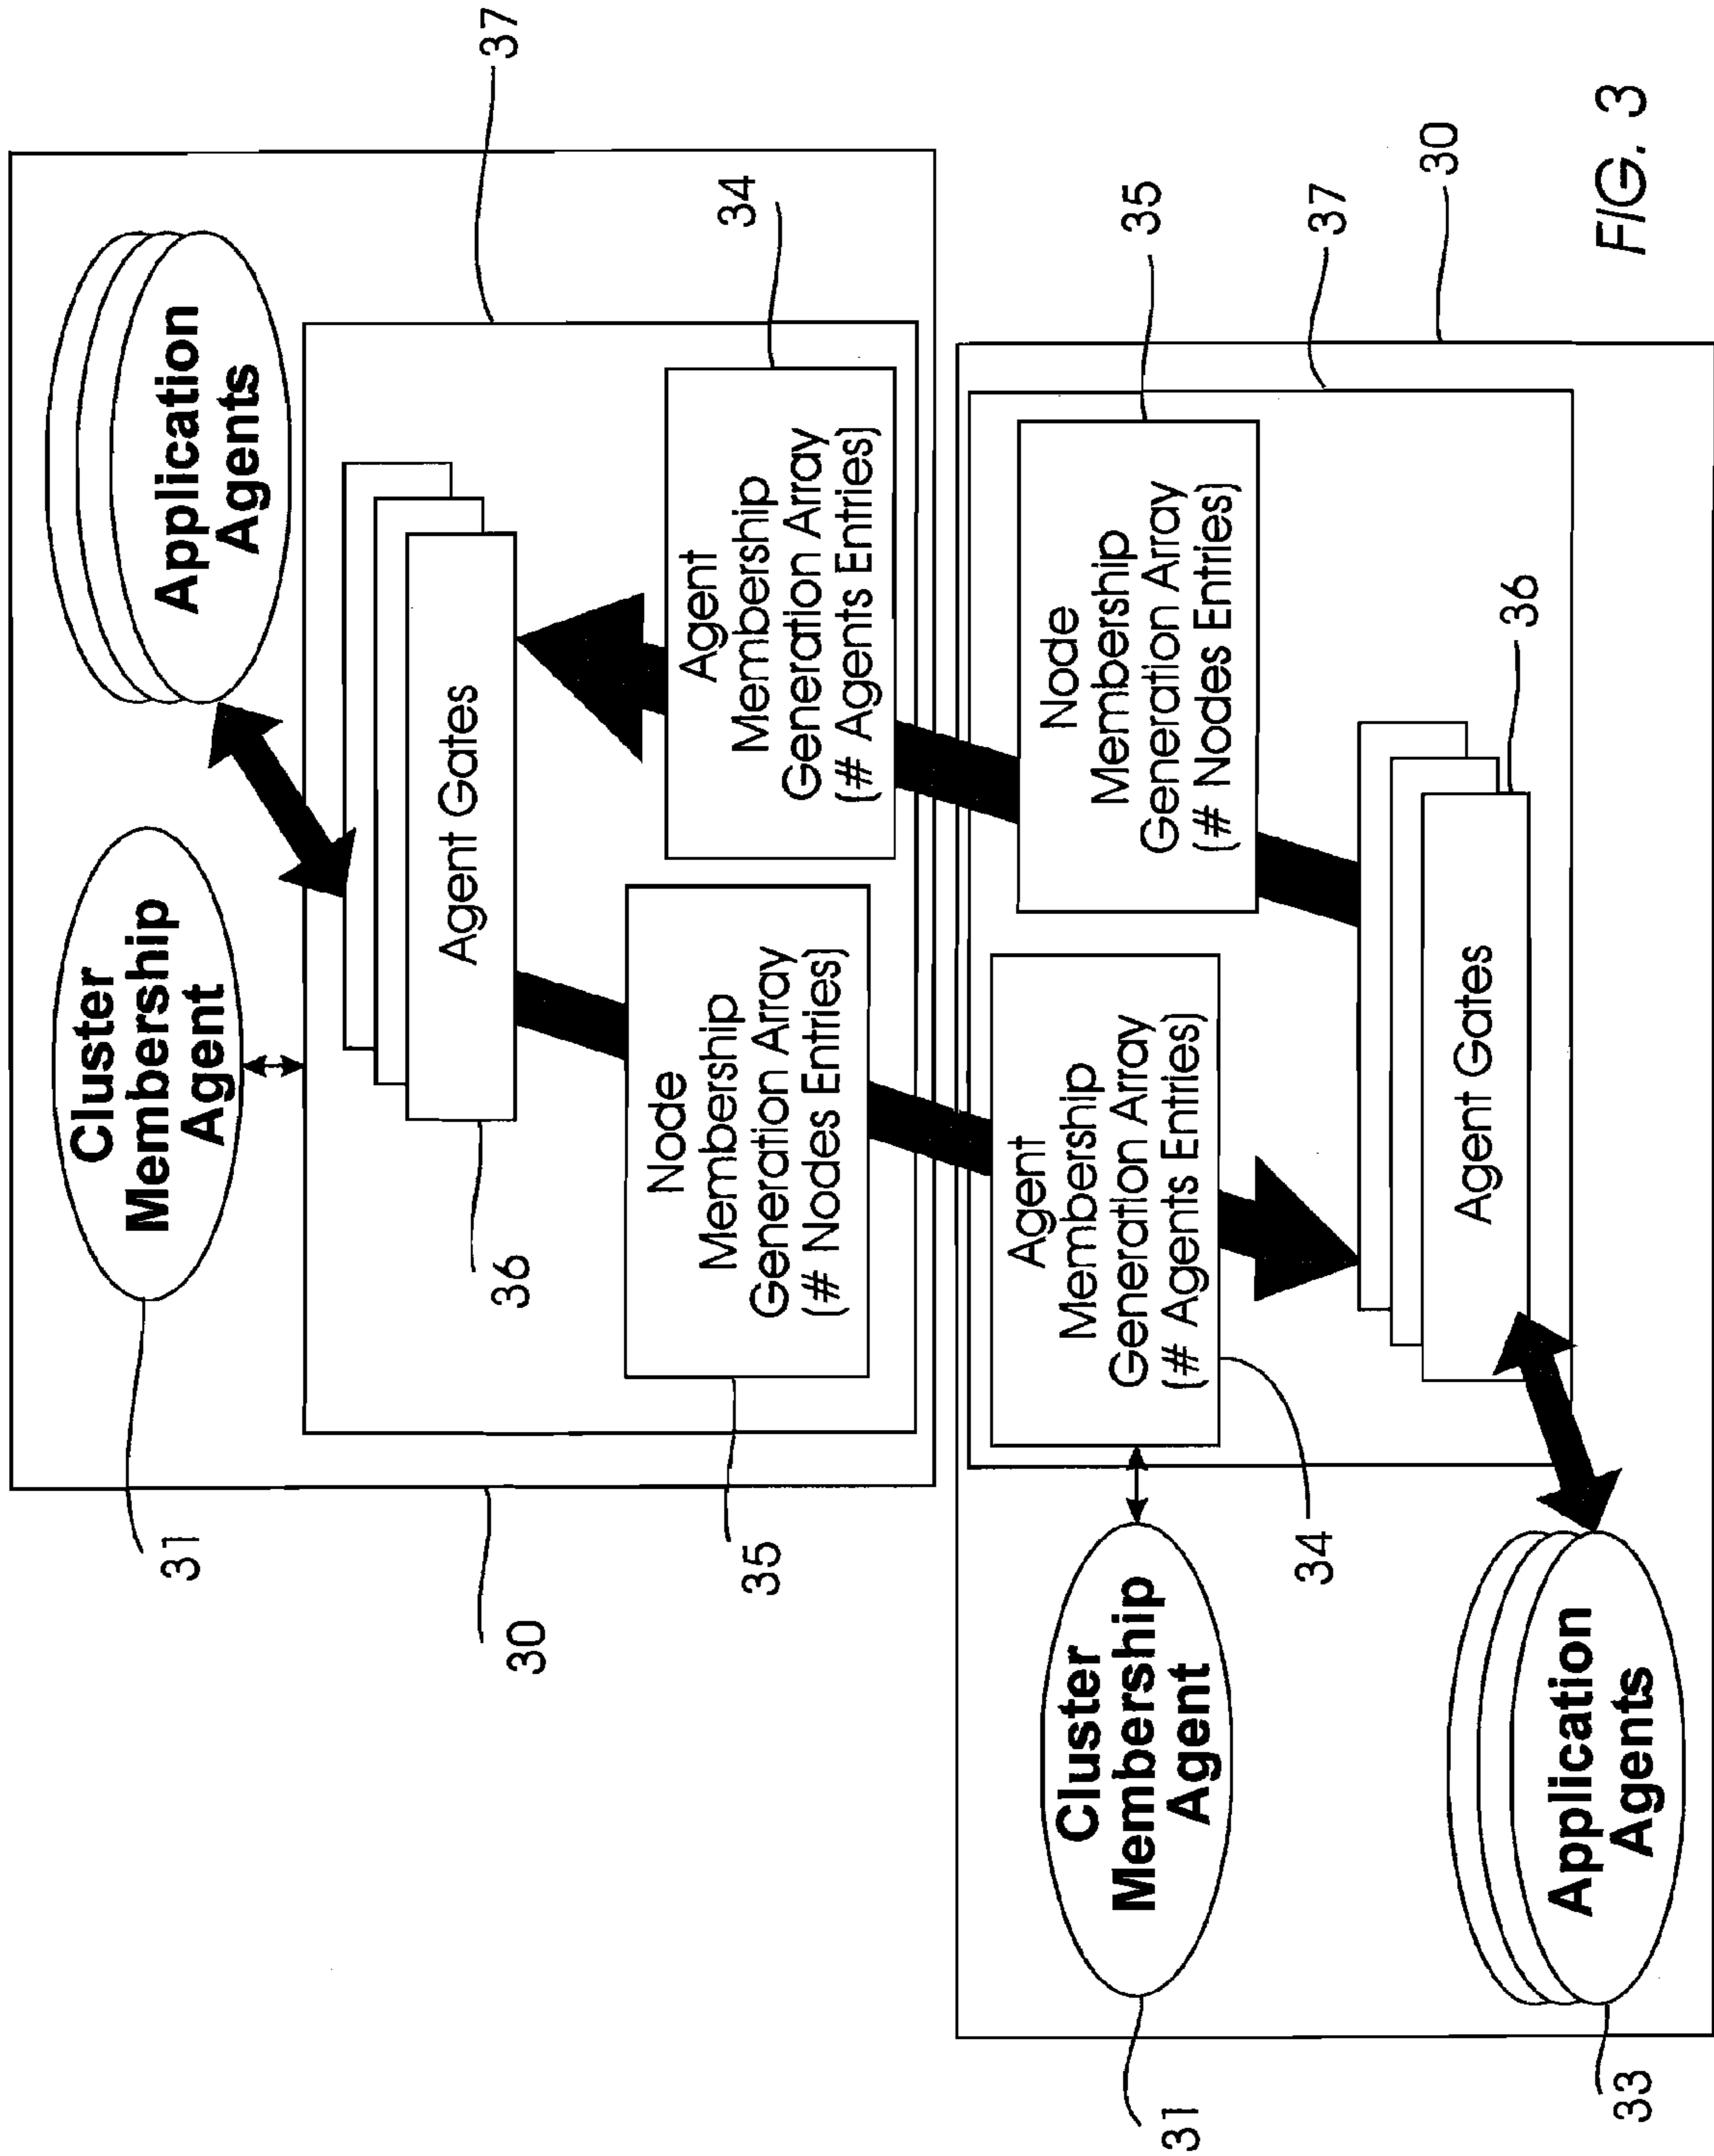 31
Cluster
Membership
Agent
Application
Agents
37
Agent Gates
36
30
Node
Membership
Generation Array
(# Nodes Entries)
35
Agent
Membership
Generation Array
(# Agents Entries)
34
Cluster
Membership
Agent
31
Agent
Membership
Generation Array
(# Agents Entries)
34
Node
Membership
Generation Array
(# Nodes Entries)
35
37
30
Agent Gates
36
Application
Agents
33
FIG. 3